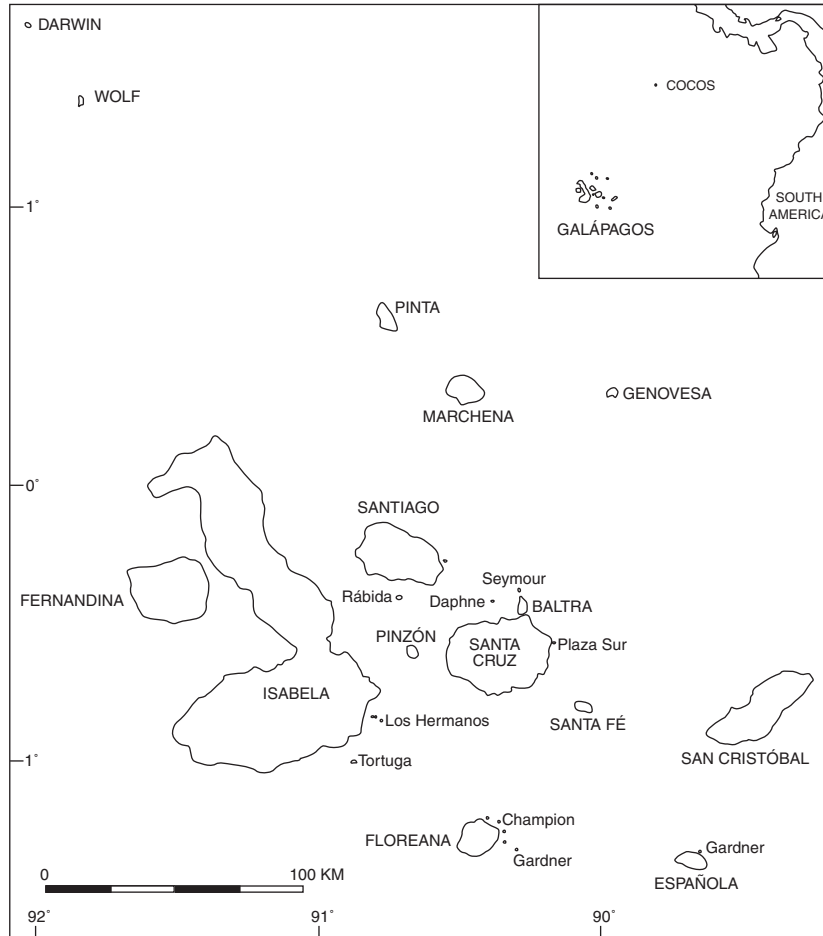 DARWIN
WOLF
COCOS
1°
SOUTH
AMERICA
GALÁPAGOS
PINTA
GENOVESA
MARCHENA
0°
SANTIAGO
Seymour
Rábida
Daphne
BALTRA
FERNANDINA
PINZÓN
SANTA
CRUZ
Plaza Sur
ISABELA
Los Hermanos
SANTA FÉ
SAN CRISTÓBAL
1°
Tortuga
Champion
FLOREANA
Gardner
Gardner
ESPAÑOLA
0
100 KM
92°
91°
90°